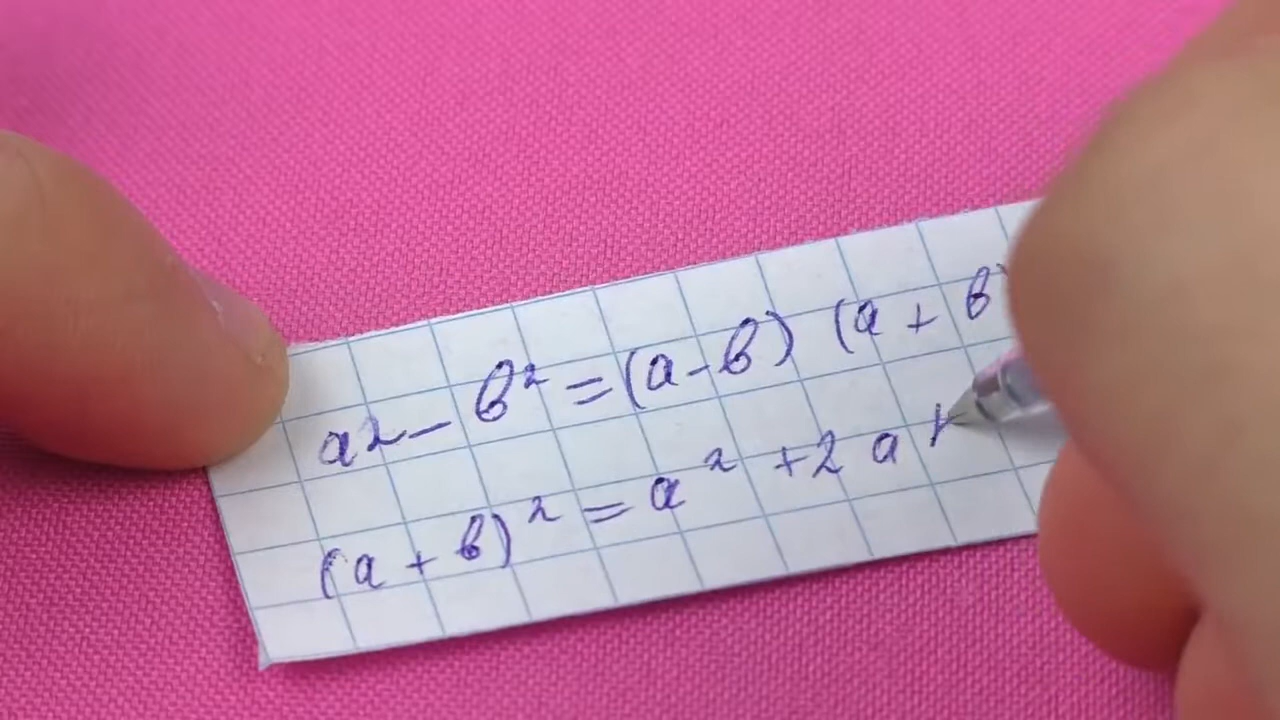 a2 - b² = (a - b) (a + b)
(a + b)² = a² + 2 a